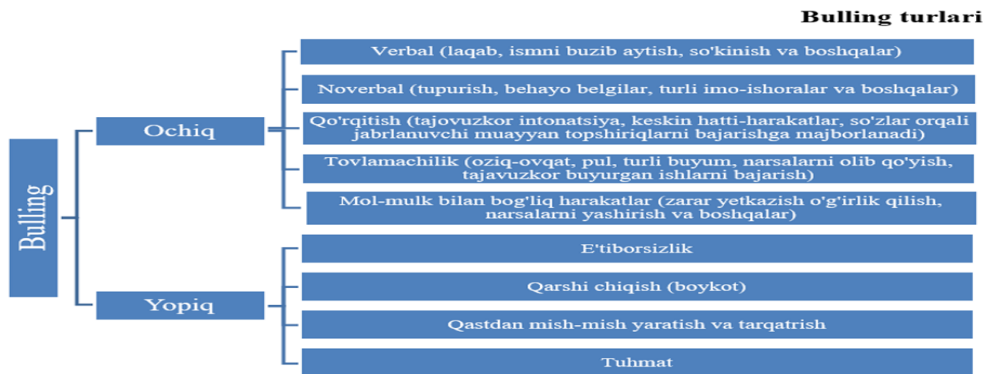 Bulling turlari
Bulling
Ochiq
Verbal (laqab, ismni buzib aytish, so'kinish va boshqalar)
Noverbal (tupurish, behayo belgilar, turli imo-ishoralar va boshqalar)
Qo'rqitish (tajovuzkor intonatsiya, keskin hatti-harakatlar, so'zlar orqali
jabrlanuvchi muayyan topshiriqlarni bajarishga majborlanadi)
Tovlamachilik (oziq-ovqat, pul, turli buyum, narsalarni olib qo'yish,
tajavuzkor buyurgan ishlarni bajarish)
Mol-mulk bilan bog'liq harakatlar (zarar yetkazish o'g'irlik qilish,
narsalarni yashirish va boshqalar)
Yopiq
E'tiborsizlik
Qarshi chiqish (boykot)
Qastdan mish-mish yaratish va tarqatrish
Tuhmat